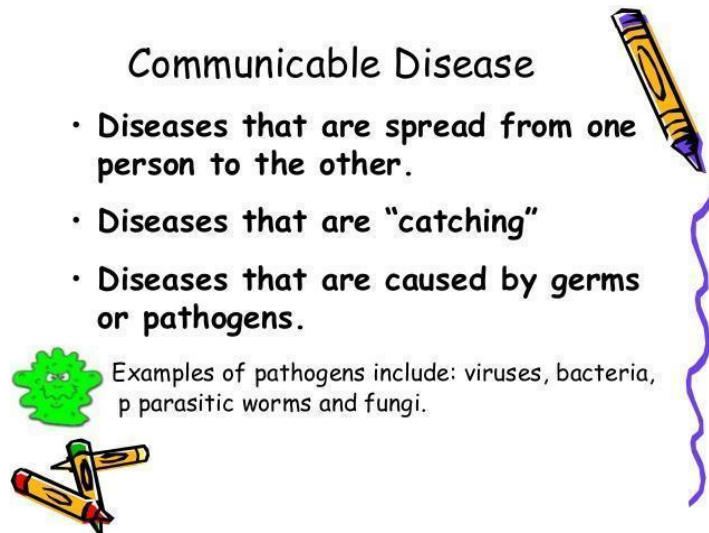 Communicable Disease
• Diseases that are spread from one
person to the other.
• Diseases that are “catching”
• Diseases that are caused by germs
or pathogens.
Examples of pathogens include: viruses, bacteria,
p parasitic worms and fungi.